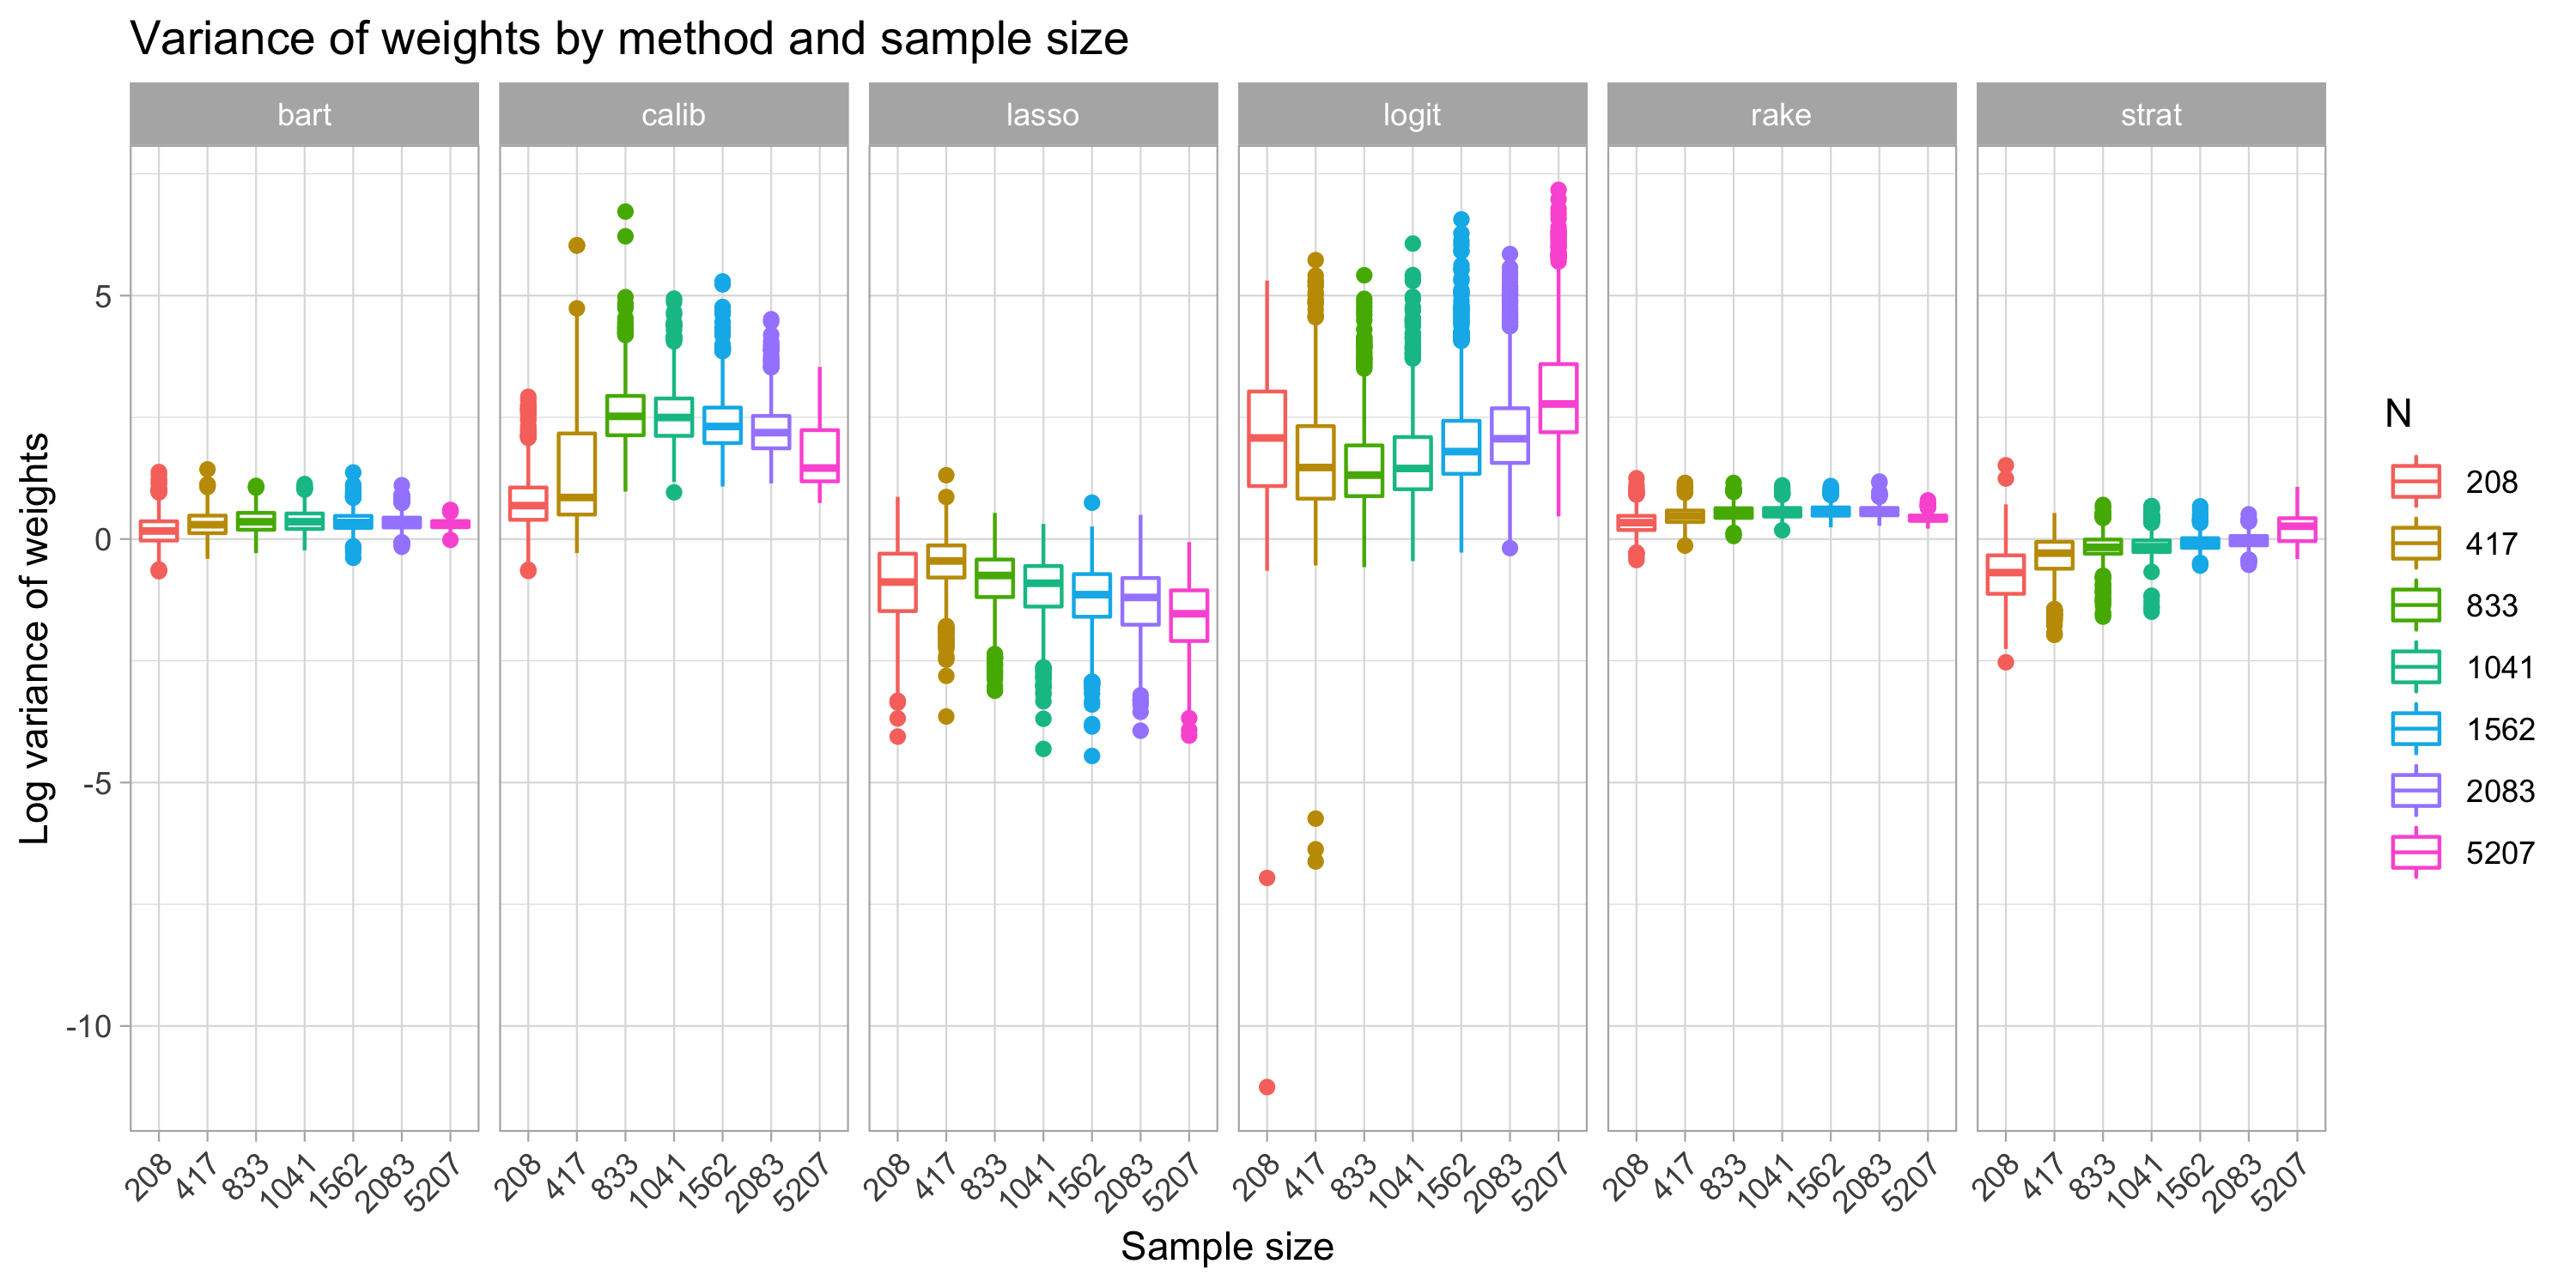 Variance of weights by method and sample size
bart calib lasso logit rake strat
Log variance of weights
5
0
-5
-10
208 417 833 1041 1562 2083 5207
208 417 833 1041 1562 2083 5207
208 417 833 1041 1562 2083 5207
208 417 833 1041 1562 2083 5207
208 417 833 1041 1562 2083 5207
208 417 833 1041 1562 2083 5207
Sample size
N
208
417
833
1041
1562
2083
5207